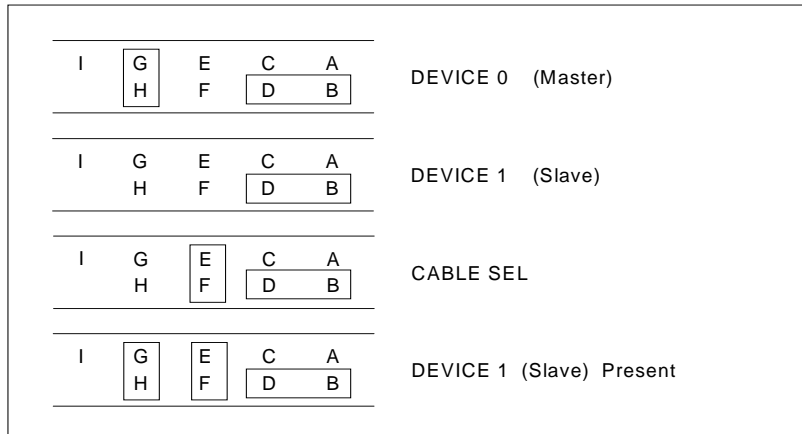 I G E C A
H F D B
DEVICE 0 (Master)
I G E C A
H F D B
DEVICE 1 (Slave)
I G E C A
H F D B
CABLE SEL
I G E C A
H F D B
DEVICE 1 (Slave) Present